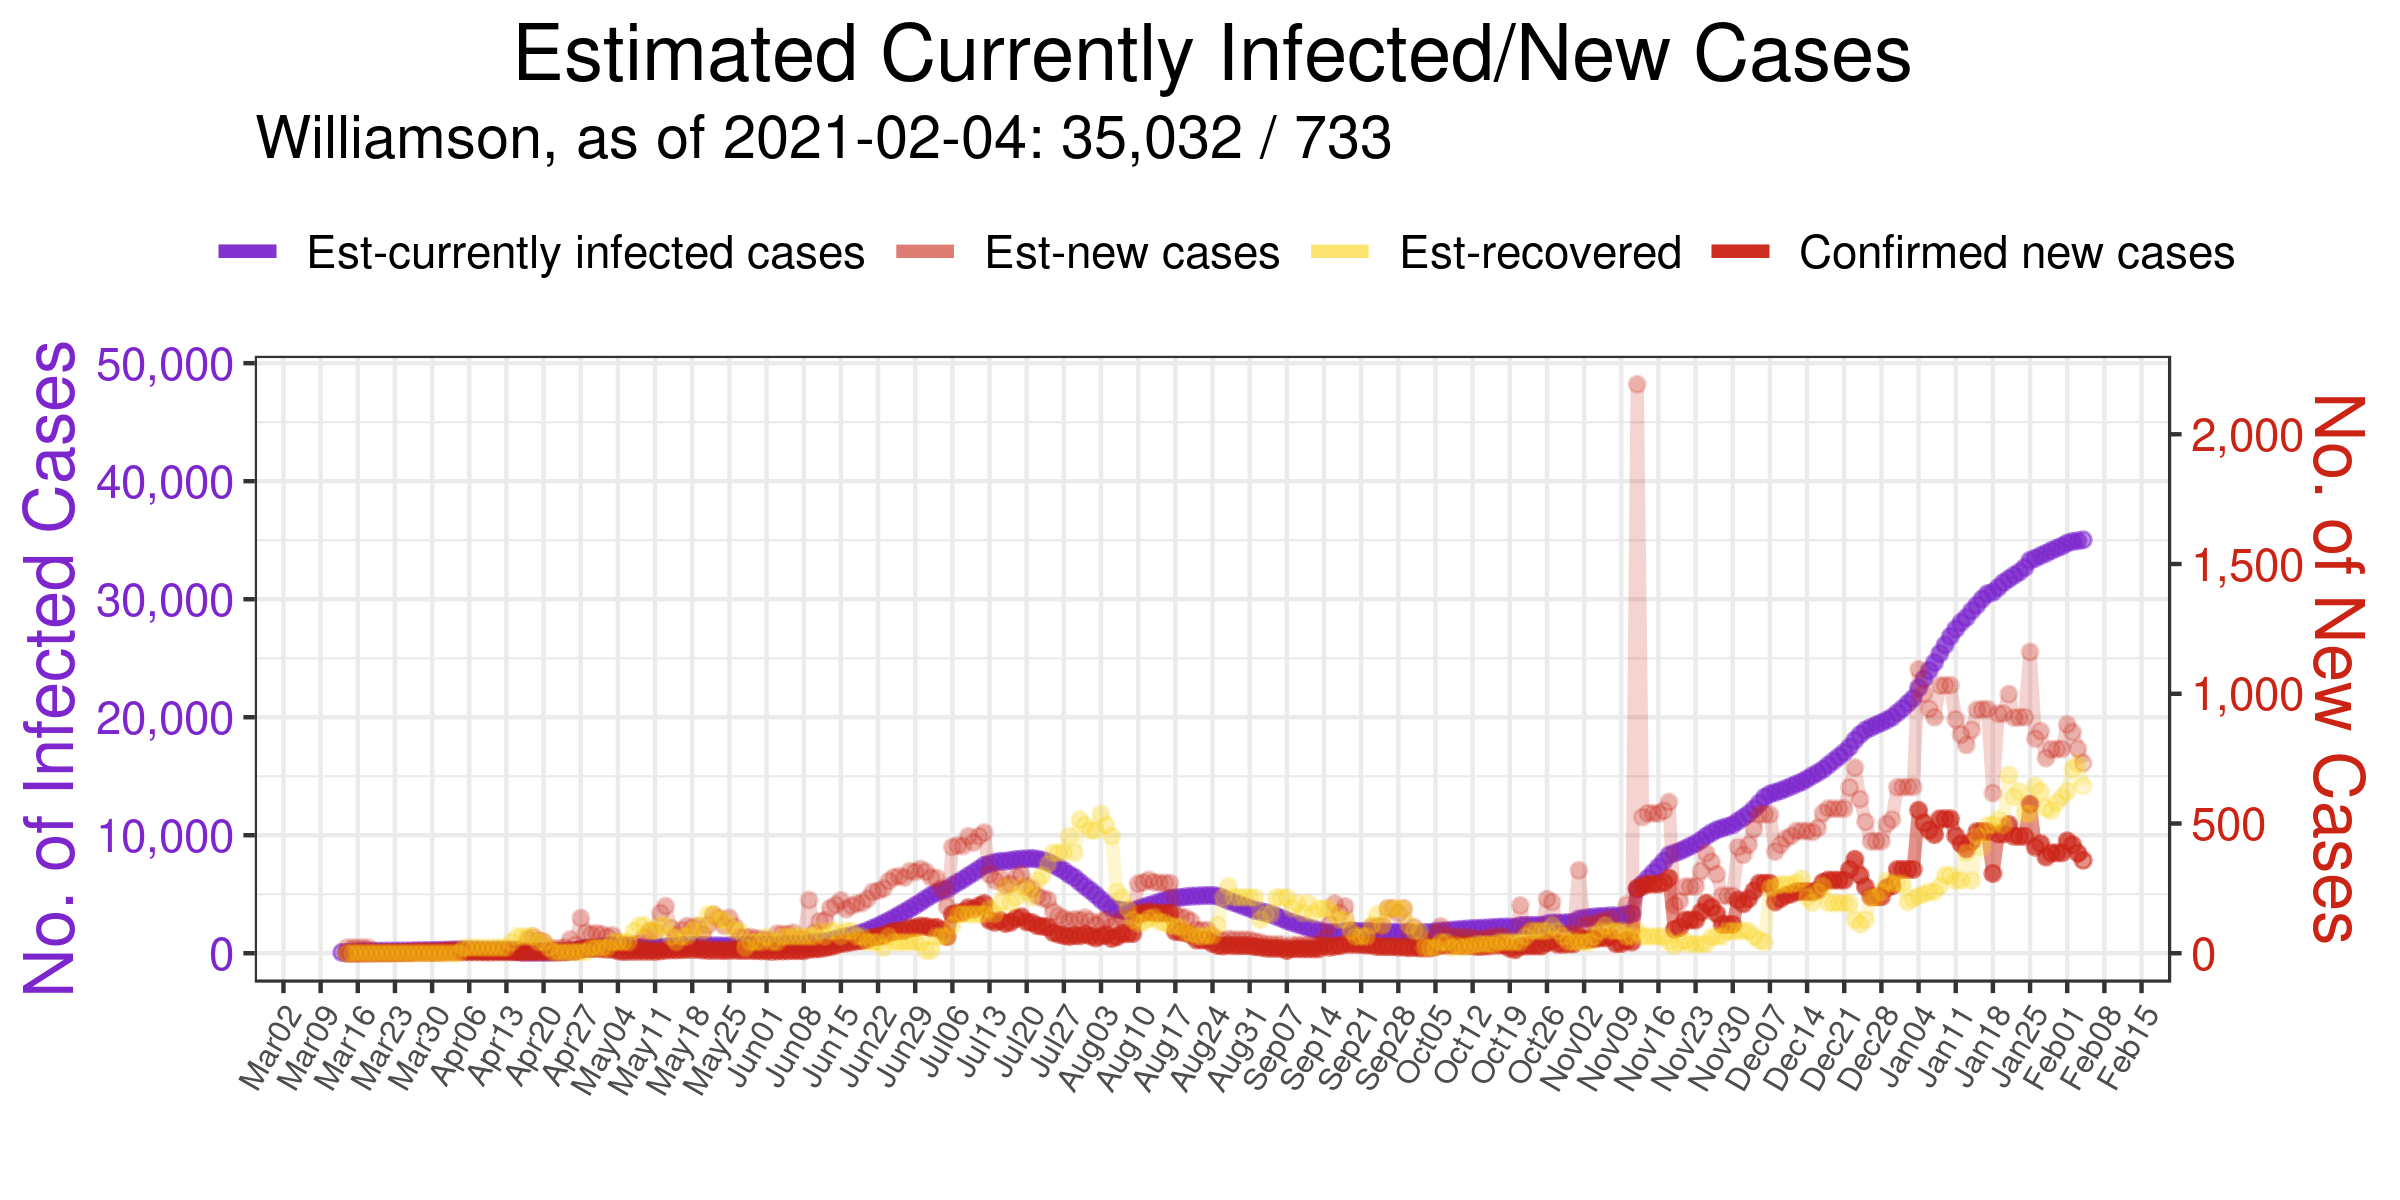 Estimated Currently Infected/New Cases
Williamson, as of 2021-02-04: 35,032 / 733
Est-currently infected cases Est-new cases Est-recovered Confirmed new cases
No. of Infected Cases
50,000
40,000
30,000
20,000
10,000
0
No. of New Cases
2,000
1,500
1,000
500
0
Mar02 Mar09 Mar16 Mar23 Mar30 Apr06 Apr13 Apr20 Apr27 May04 May11 May18 May25 Jun01 Jun08 Jun15 Jun22 Jun29 Jul06 Jul13 Jul20 Jul27 Aug03 Aug10 Aug17 Aug24 Aug31 Sep07 Sep14 Sep21 Sep28 Oct05 Oct12 Oct19 Oct26 Nov02 Nov09 Nov16 Nov23 Nov30 Dec07 Dec14 Dec21 Dec28 Jan04 Jan11 Jan18 Jan25 Feb01 Feb08 Feb15